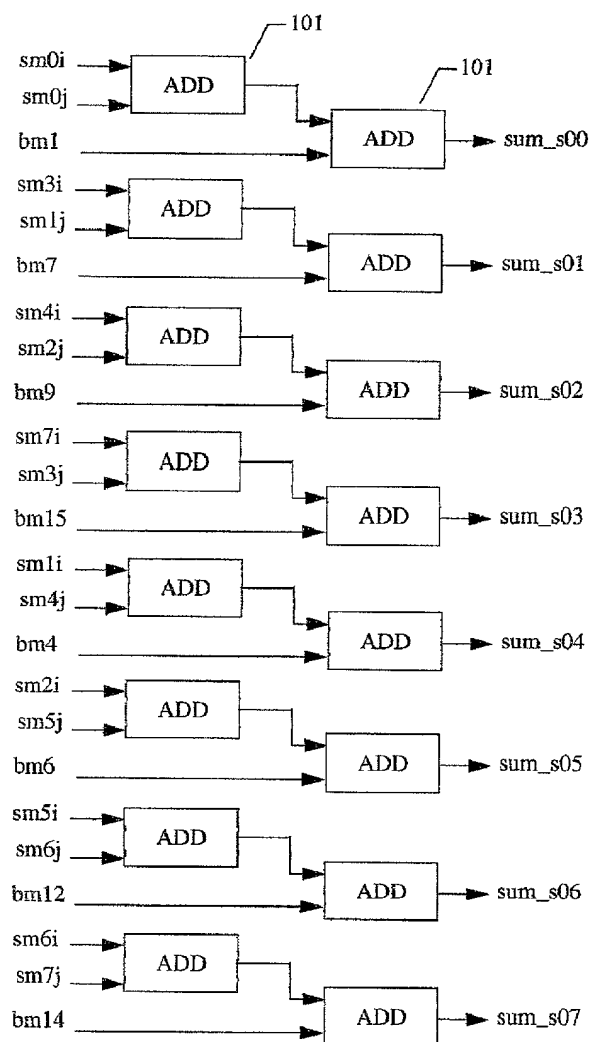 101
sm0i
ADD
101
sm0j
bm1
ADD
sum_s00
sm3i
ADD
sm1j
bm7
ADD
sum_s01
sm4i
ADD
sm2j
bm9
ADD
sum_s02
sm7i
ADD
sm3j
bm15
ADD
sum_s03
sm1i
ADD
sm4j
bm4
ADD
sum_s04
sm2i
ADD
sm5j
bm6
ADD
sum_s05
sm5i
ADD
sm6j
bm12
ADD
sum_s06
sm6i
ADD
sm7j
bm14
ADD
sum_s07